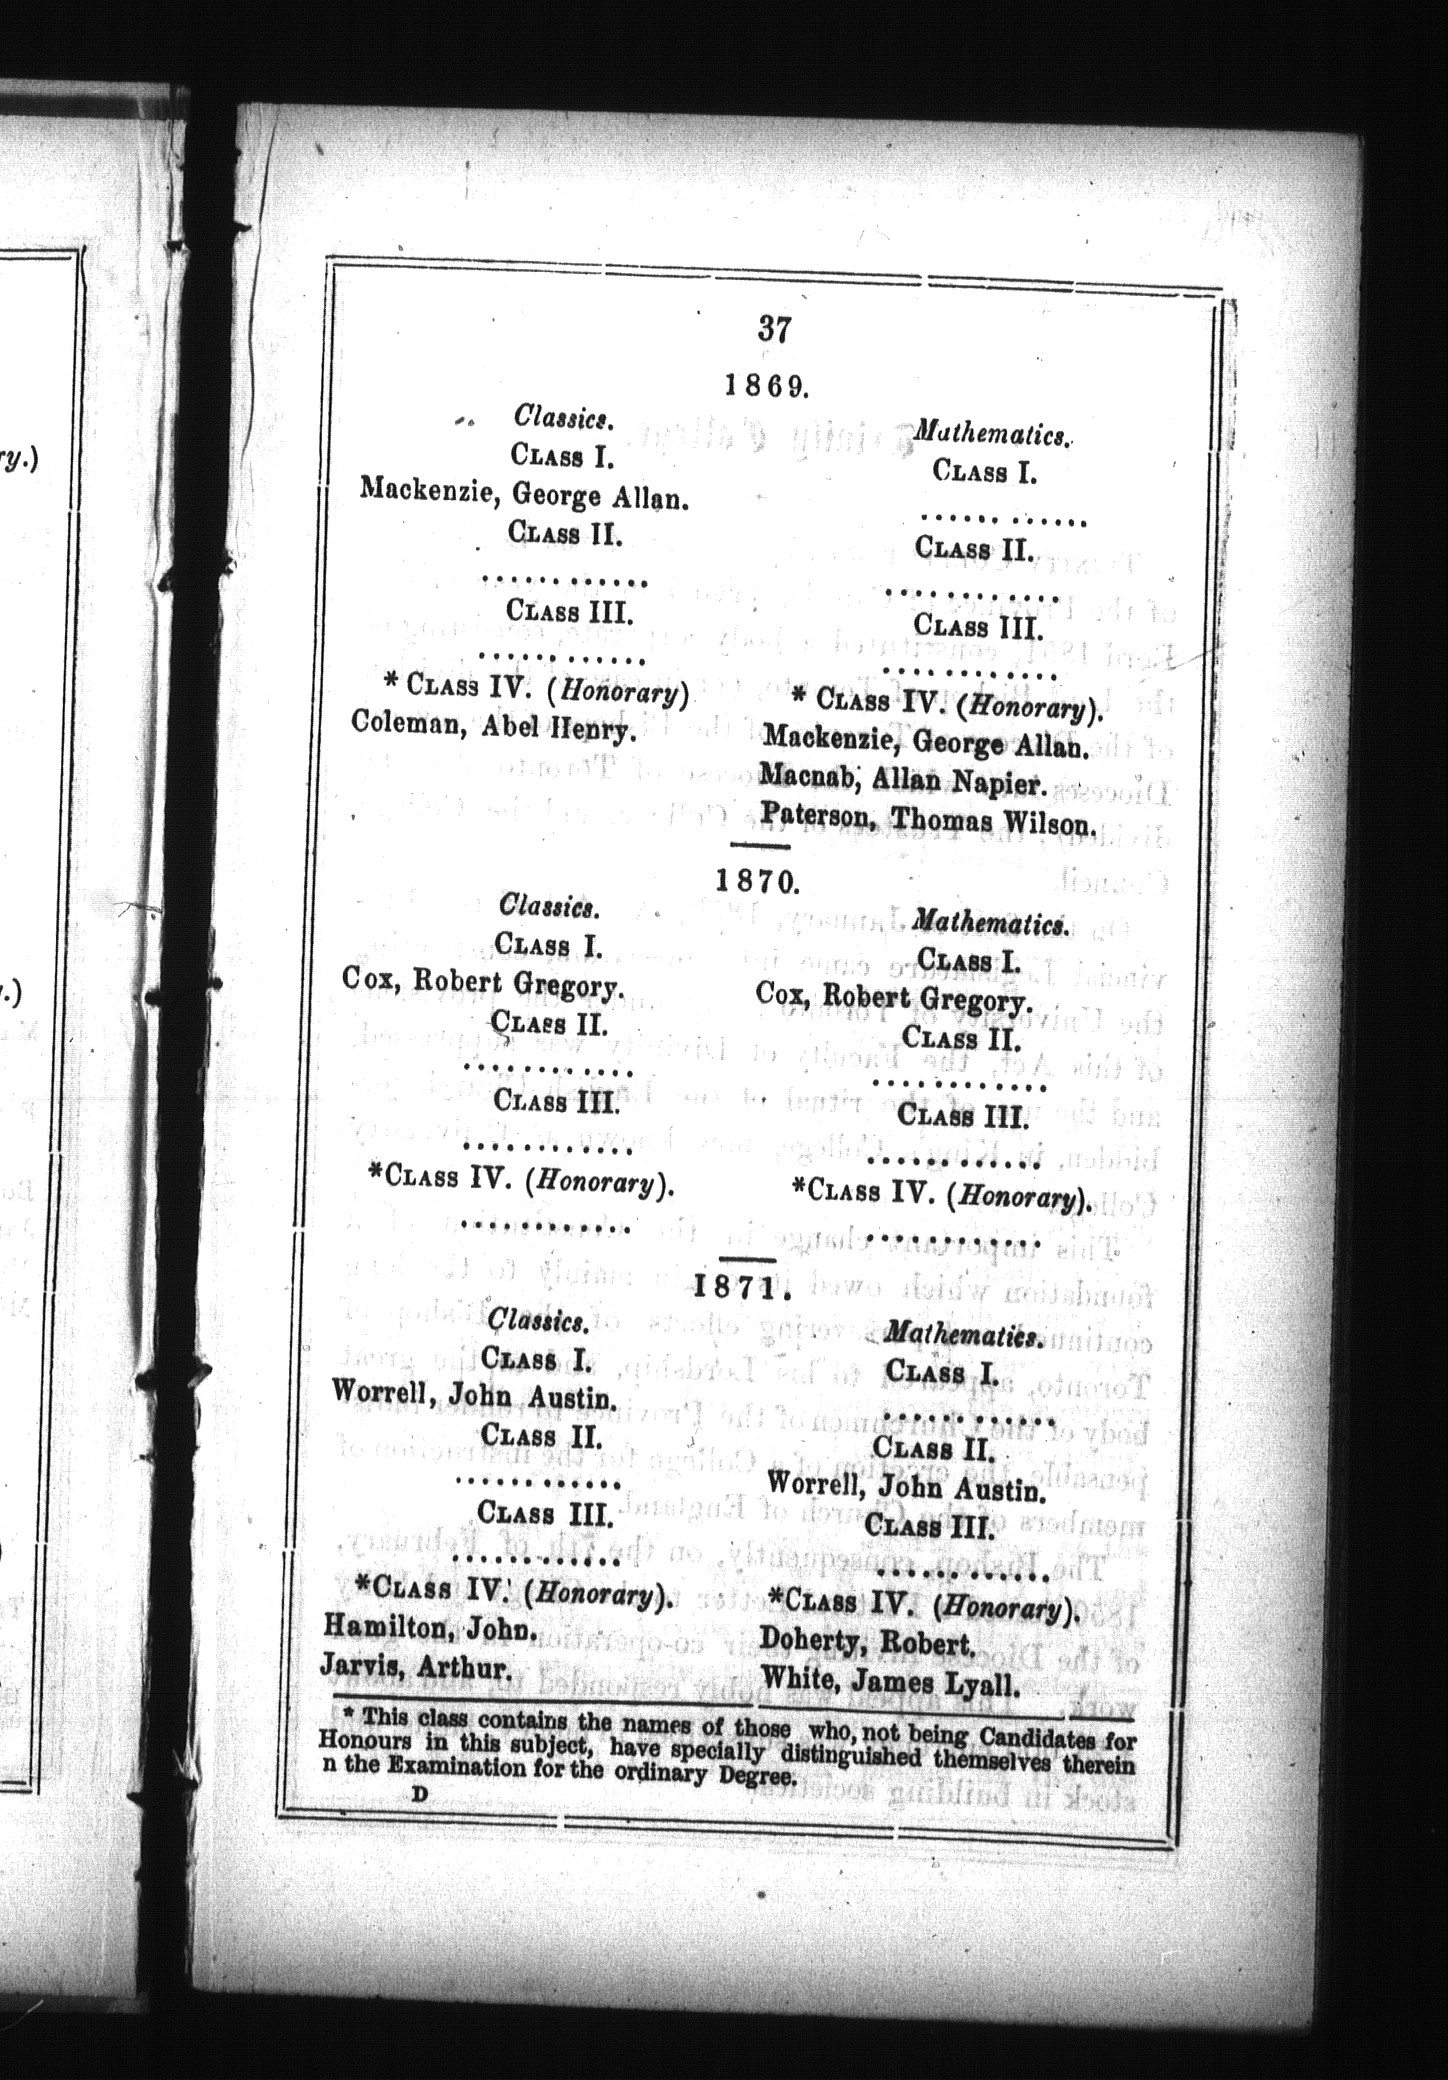 ry.)
.)
37
1869.
Classics.
CLASS I.
Mackenzie, George Allan.
CLASS II.
............
CLASS III.
............
* CLASS IV. (Honorary)
Coleman, Abel Henry.
Mathematics.
CLASS I.
............
CLASS II.
............
CLASS III.
............
* CLASS IV. (Honorary).
Mackenzie, George Allan.
Macnab, Allan Napier.
Paterson, Thomas Wilson.
1870.
Classics.
CLASS I.
Cox, Robert Gregory.
CLASS II.
............
CLASS III.
............
*CLASS IV. (Honorary).
............
Mathematics.
CLASS I.
Cox, Robert Gregory.
CLASS II.
............
CLASS III.
............
*CLASS IV. (Honorary).
............
1871.
Classics.
CLASS I.
Worrell, John Austin.
CLASS II.
............
CLASS III.
............
*CLASS IV. (Honorary).
Hamilton, John.
Jarvis, Arthur.
Mathematics.
CLASS I.
............
CLASS II.
Worrell, John Austin.
CLASS III.
............
*CLASS IV. (Honorary).
Doherty, Robert.
White, James Lyall.
* This class contains the names of those who, not being Candidates for
Honours in this subject, have specially distinguished themselves therein
n the Examination for the ordinary Degree.
D